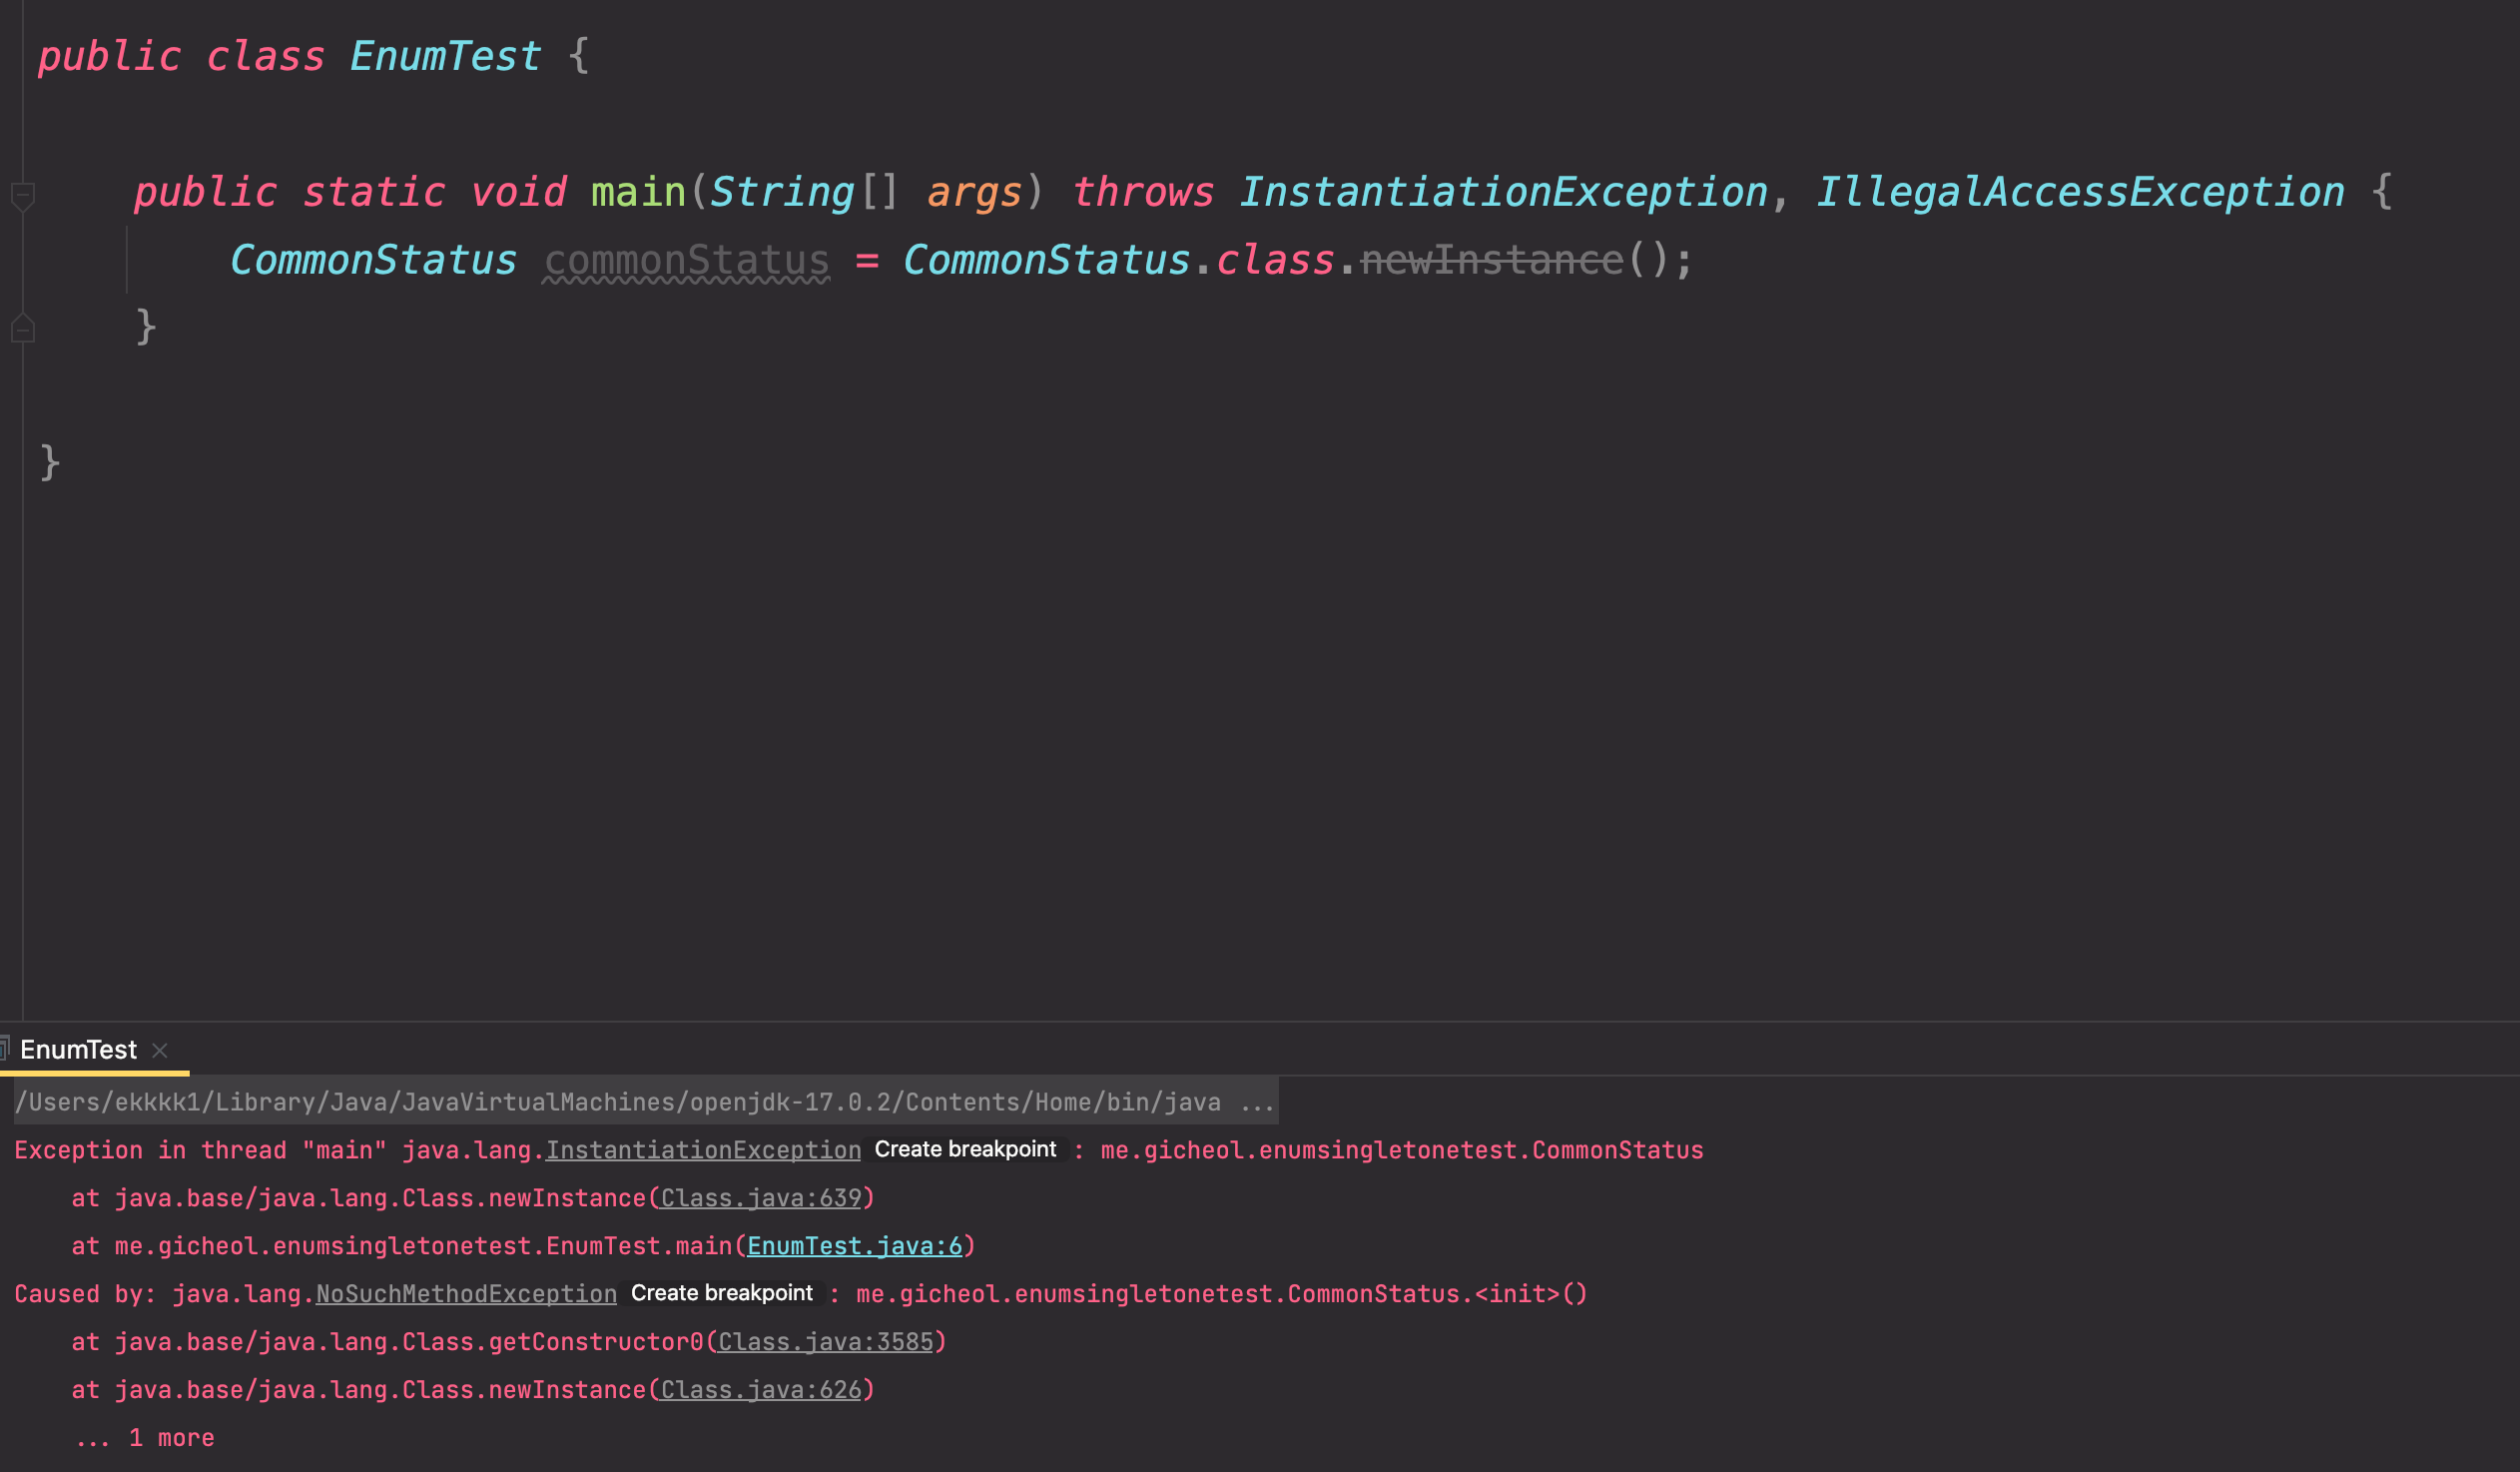 public class EnumTest {
public static void main(String[] args) throws InstantiationException, IllegalAccessException {
CommonStatus commonStatus = CommonStatus.class.newInstance();
}
}
EnumTest
/Users/ekkkk1/Library/Java/JavaVirtualMachines/openjdk-17.0.2/Contents/Home/bin/java ...
Exception in thread "main" java.lang.InstantiationException Create breakpoint : me.gicheol.enumsingletonetest.CommonStatus
at java.base/java.lang.Class.newInstance(Class.java:639)
at me.gicheol.enumsingletonetest.EnumTest.main(EnumTest.java:6)
Caused by: java.lang.NoSuchMethodException Create breakpoint : me.gicheol.enumsingletonetest.CommonStatus.<init>()
at java.base/java.lang.Class.getConstructor0(Class.java:3585)
at java.base/java.lang.Class.newInstance(Class.java:626)
... 1 more